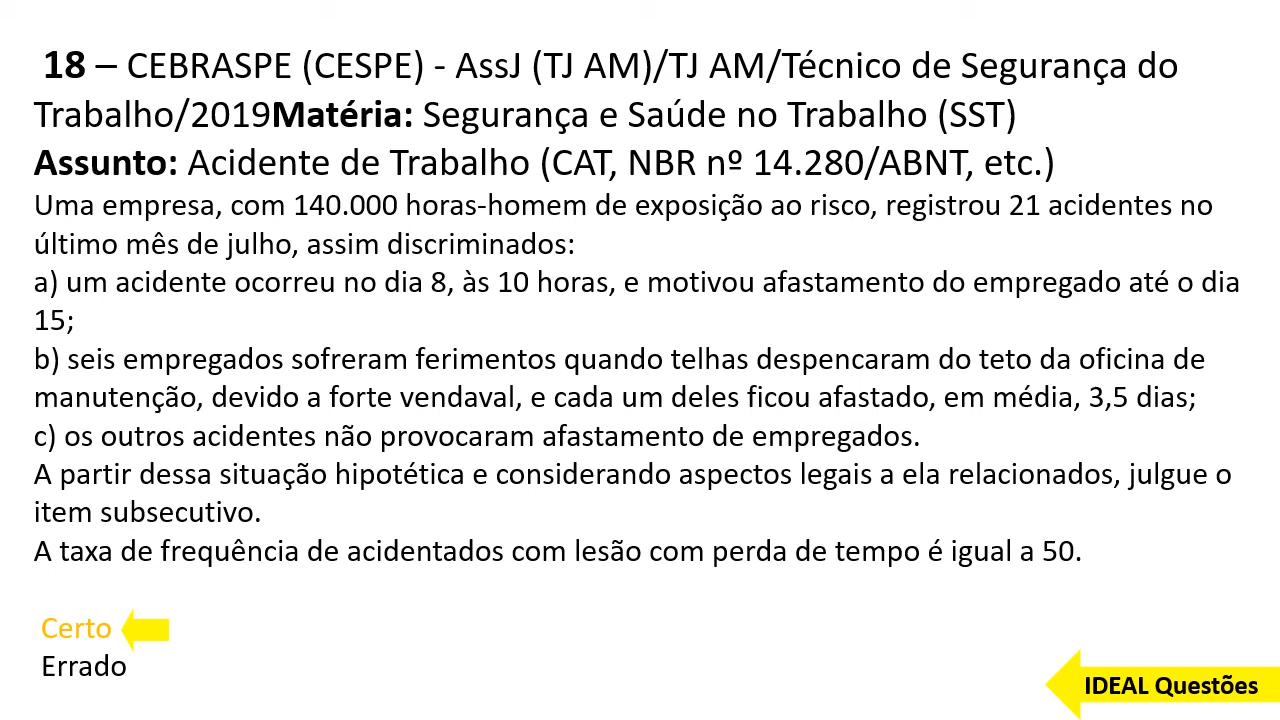 18 – CEBRASPE (CESPE) - AssJ (TJ AM)/TJ AM/Técnico de Segurança do
Trabalho/2019Matéria: Segurança e Saúde no Trabalho (SST)
Assunto: Acidente de Trabalho (CAT, NBR nº 14.280/ABNT, etc.)
Uma empresa, com 140.000 horas-homem de exposição ao risco, registrou 21 acidentes no
último mês de julho, assim discriminados:
a) um acidente ocorreu no dia 8, às 10 horas, e motivou afastamento do empregado até o dia
15;
b) seis empregados sofreram ferimentos quando telhas despencaram do teto da oficina de
manutenção, devido a forte vendaval, e cada um deles ficou afastado, em média, 3,5 dias;
c) os outros acidentes não provocaram afastamento de empregados.
A partir dessa situação hipotética e considerando aspectos legais a ela relacionados, julgue o
item subsecutivo.
A taxa de frequência de acidentados com lesão com perda de tempo é igual a 50.
Certo
Errado
IDEAL Questões